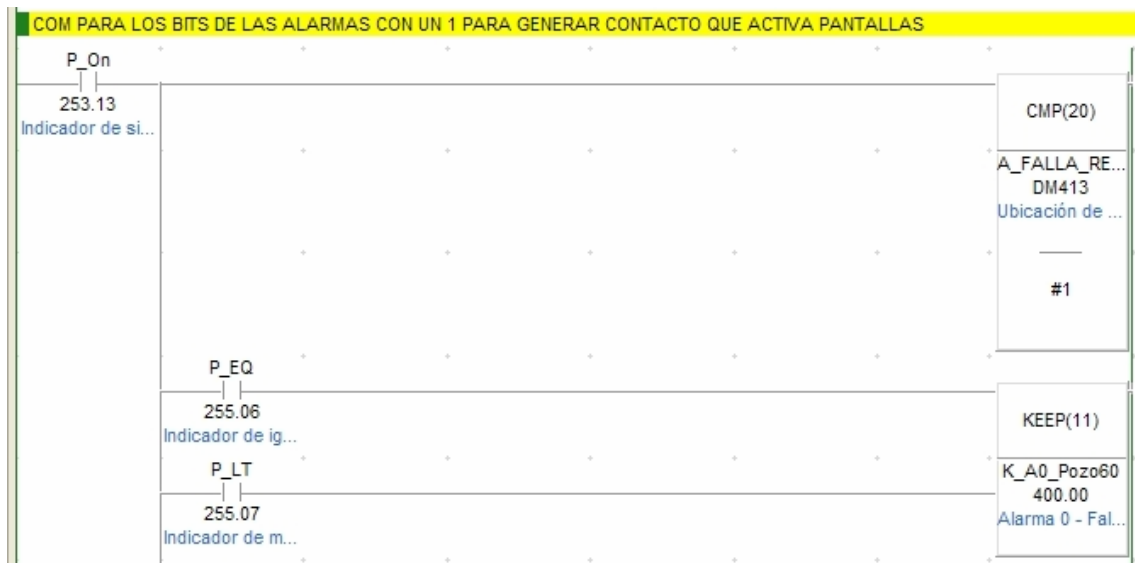 COM PARA LOS BITS DE LAS ALARMAS CON UN 1 PARA GENERAR CONTACTO QUE ACTIVA PANTALLAS
P_On
253.13
Indicador de si...
CMP(20)
A_FALLA_RE...
DM413
Ubicación de ...
#1
P_EQ
255.06
Indicador de ig...
KEEP(11)
P_LT
255.07
Indicador de m...
K_A0_Pozo60
400.00
Alarma 0 - Fal...